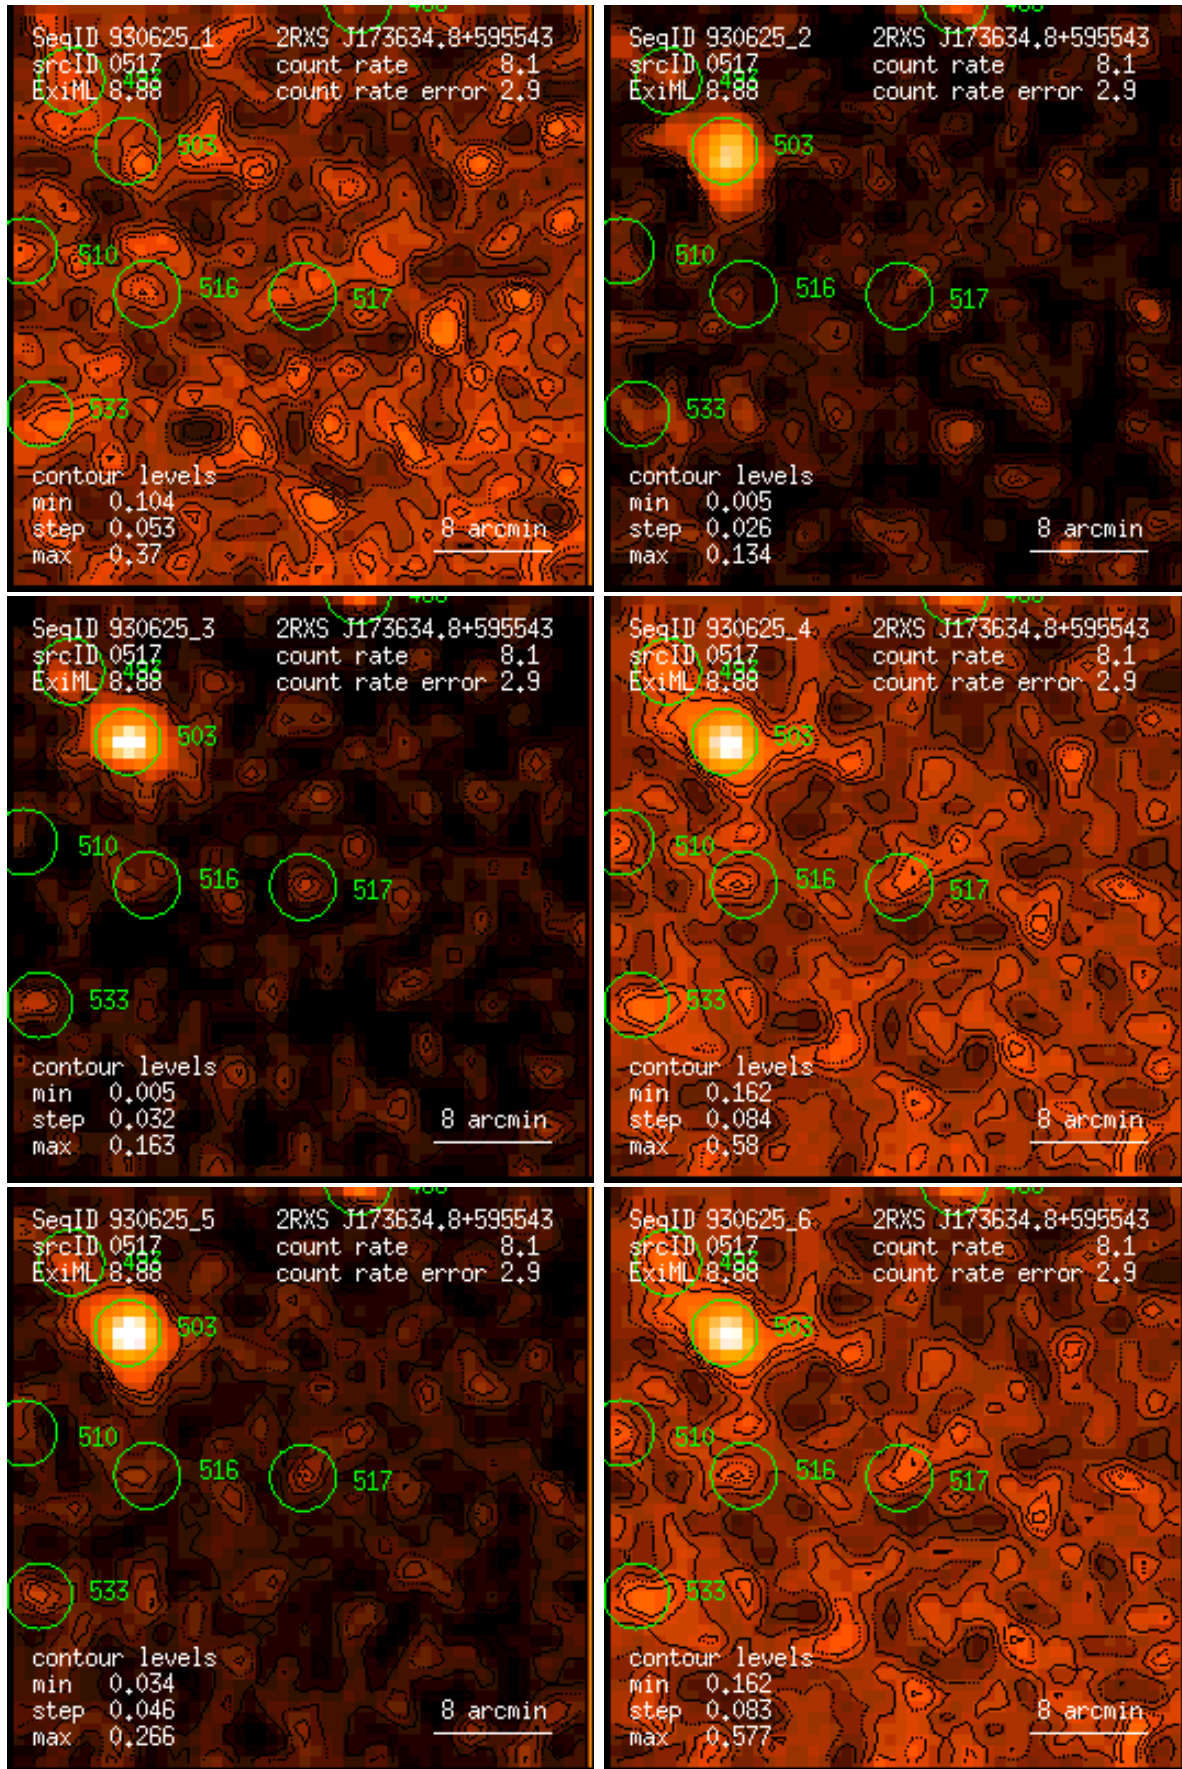 488 488
SeqID 930625_1 2RXS J173634.8+595543 SeqID 930625_2 2RXS J173634.8+595543
srcID 0517 count rate 8.1 srcID 0517 count rate 8.1
ExiML 8.88 count rate error 2.9 ExiML 8.88 count rate error 2.9
503 503
510 510
516 517 516 517
533 533
contour levels contour levels
min 0.104 min 0.005
step 0.053 8 arcmin step 0.026 8 arcmin
max 0.37 max 0.134
SeqID 930625_3 2RXS J173634.8+595543 SeqID 930625_4 2RXS J173634.8+595543
srcID 0517 count rate 8.1 srcID 0517 count rate 8.1
ExiML 8.88 count rate error 2.9 ExiML 8.88 count rate error 2.9
503 503
510 510
516 517 516 517
533 533
contour levels contour levels
min 0.005 min 0.162
step 0.032 8 arcmin step 0.084 8 arcmin
max 0.163 max 0.58
SeqID 930625_5 2RXS J173634.8+595543 SeqID 930625_6 2RXS J173634.8+595543
srcID 0517 count rate 8.1 srcID 0517 count rate 8.1
ExiML 8.88 count rate error 2.9 ExiML 8.88 count rate error 2.9
503 503
510 510
516 517 516 517
533 533
contour levels contour levels
min 0.034 min 0.162
step 0.046 8 arcmin step 0.083 8 arcmin
max 0.266 max 0.577